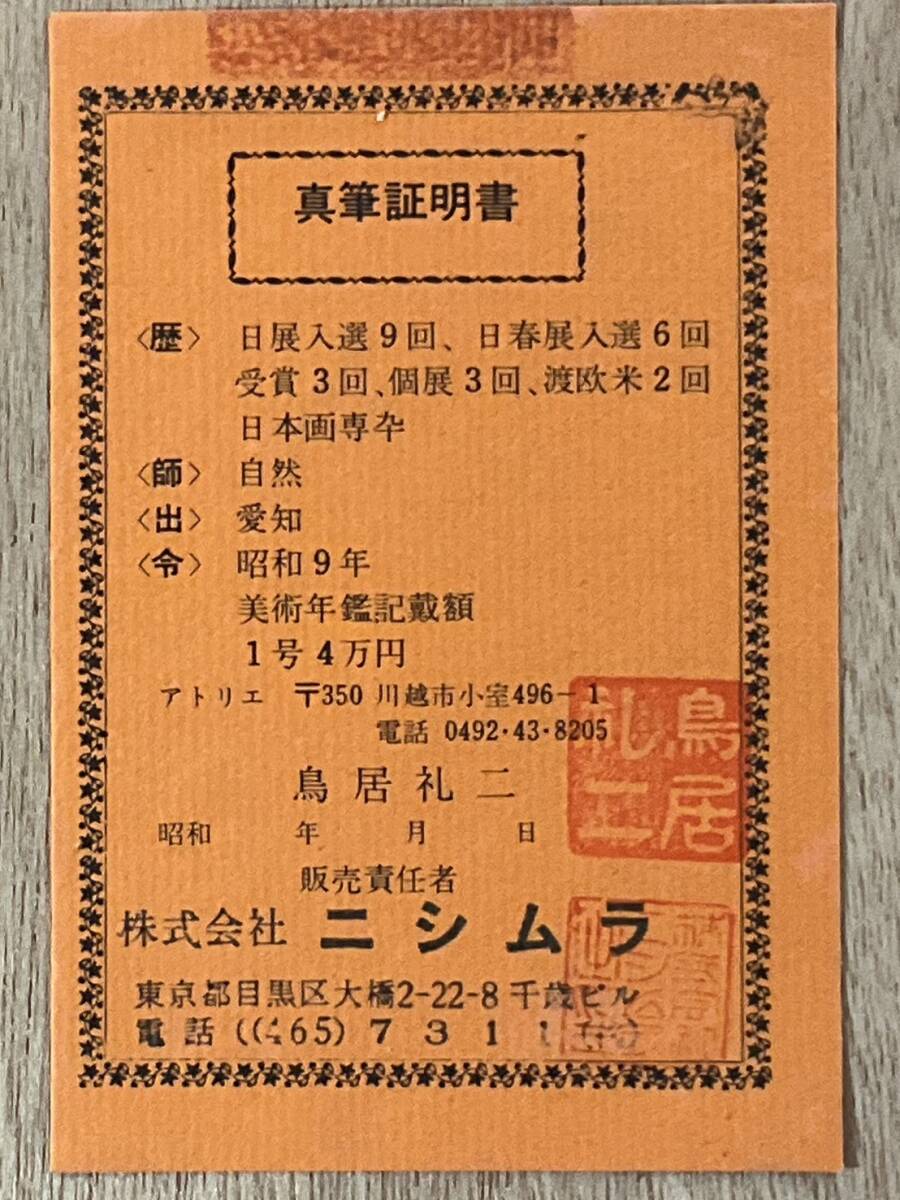 真筆証明書
〈歴〉 日展入選9回、日春展入選6回
受賞3回、個展3回、渡欧米2回
日本画専卆
〈師〉 自然
〈出〉 愛知
〈令〉 昭和9年
美術年鑑記戴額
1号4万円
アトリエ 〒350 川越市小室496-1
電話 0492・43・8205
鳥居礼二
昭和 年 月 日
鳥居礼二
販売責任者
株式会社 ニシムラ
東京都目黒区大橋2-22-8千歳ビル
電話 (465) 7311